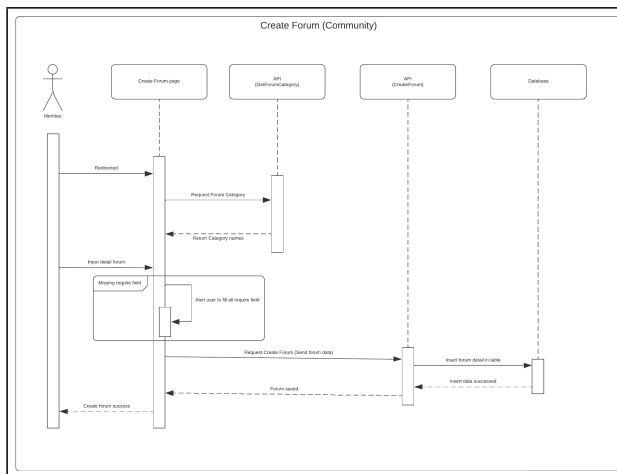 Create Forum (Community)
Member
Create Forum page
API
(GetForumCategory)
API
(CreateForum)
Database
Redirected
Request Forum Category
Return Category names
Input detail forum
Missing require field
Alert user to fill all require field
Request Create Forum (Send forum data)
Insert forum detail in table
Insert data successed
Forum saved
Create forum success